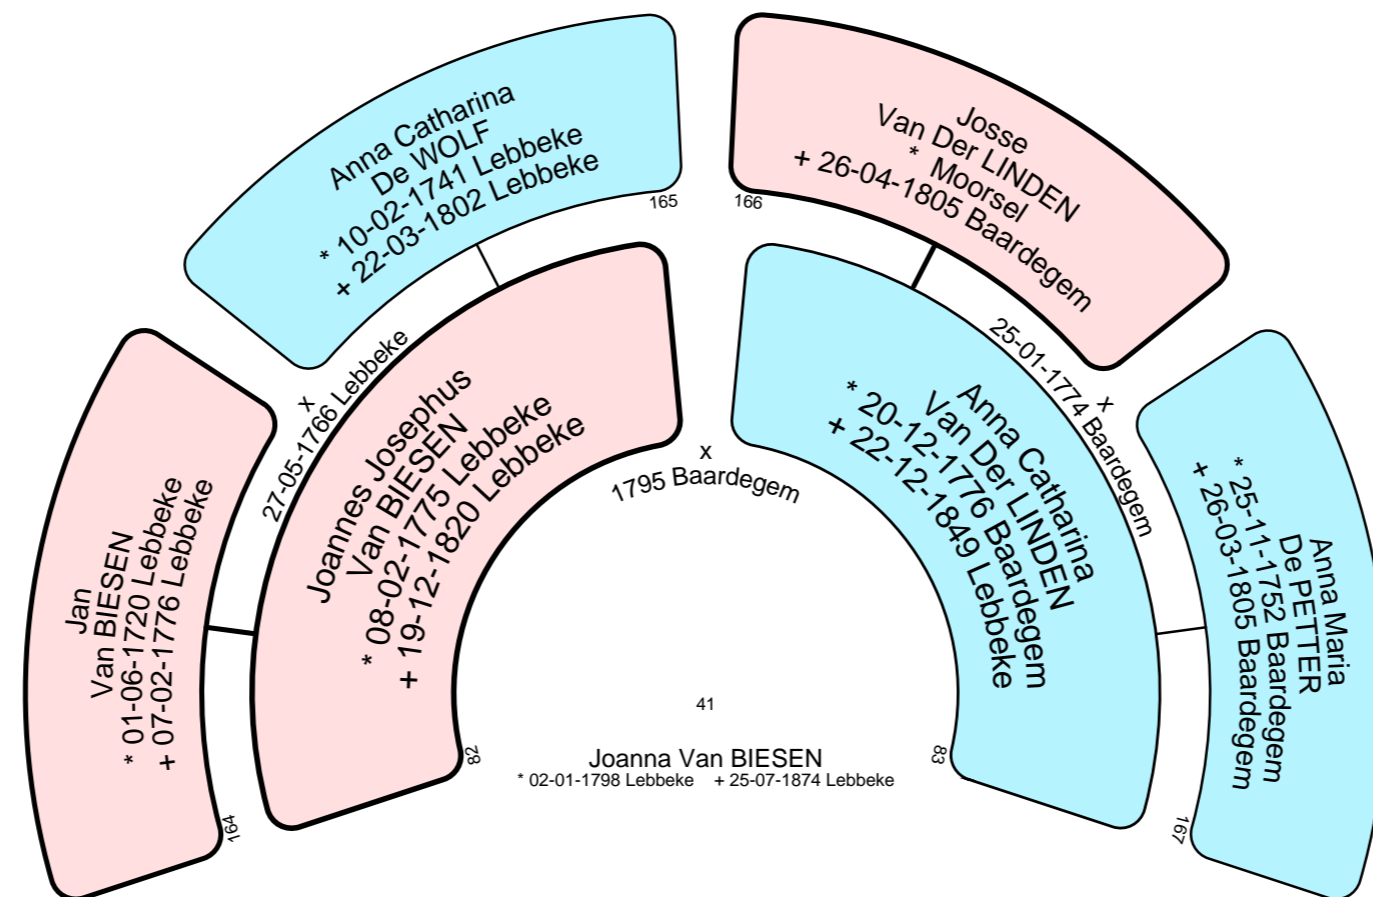 Anna Catharina
De WOLF
* 10-02-1741 Lebbeke
+ 22-03-1802 Lebbeke
165
Josse
Van Der LINDEN
* Moorsel
+ 26-04-1805 Baardegem
166
Jan
Van BIESEN
* 01-06-1720 Lebbeke
+ 07-02-1776 Lebbeke
164
x
27-05-1766 Lebbeke
Joannes Josephus
Van BIESEN
* 08-02-1775 Lebbeke
+ 19-12-1820 Lebbeke
82
x
1795 Baardegem
Anna Catharina
Van Der LINDEN
* 20-12-1776 Baardegem
+ 22-12-1849 Lebbeke
83
x
25-01-1774 Baardegem
Anna Maria
De PETTER
* 25-11-1752 Baardegem
+ 26-03-1805 Baardegem
167
41
Joanna Van BIESEN
* 02-01-1798 Lebbeke + 25-07-1874 Lebbeke